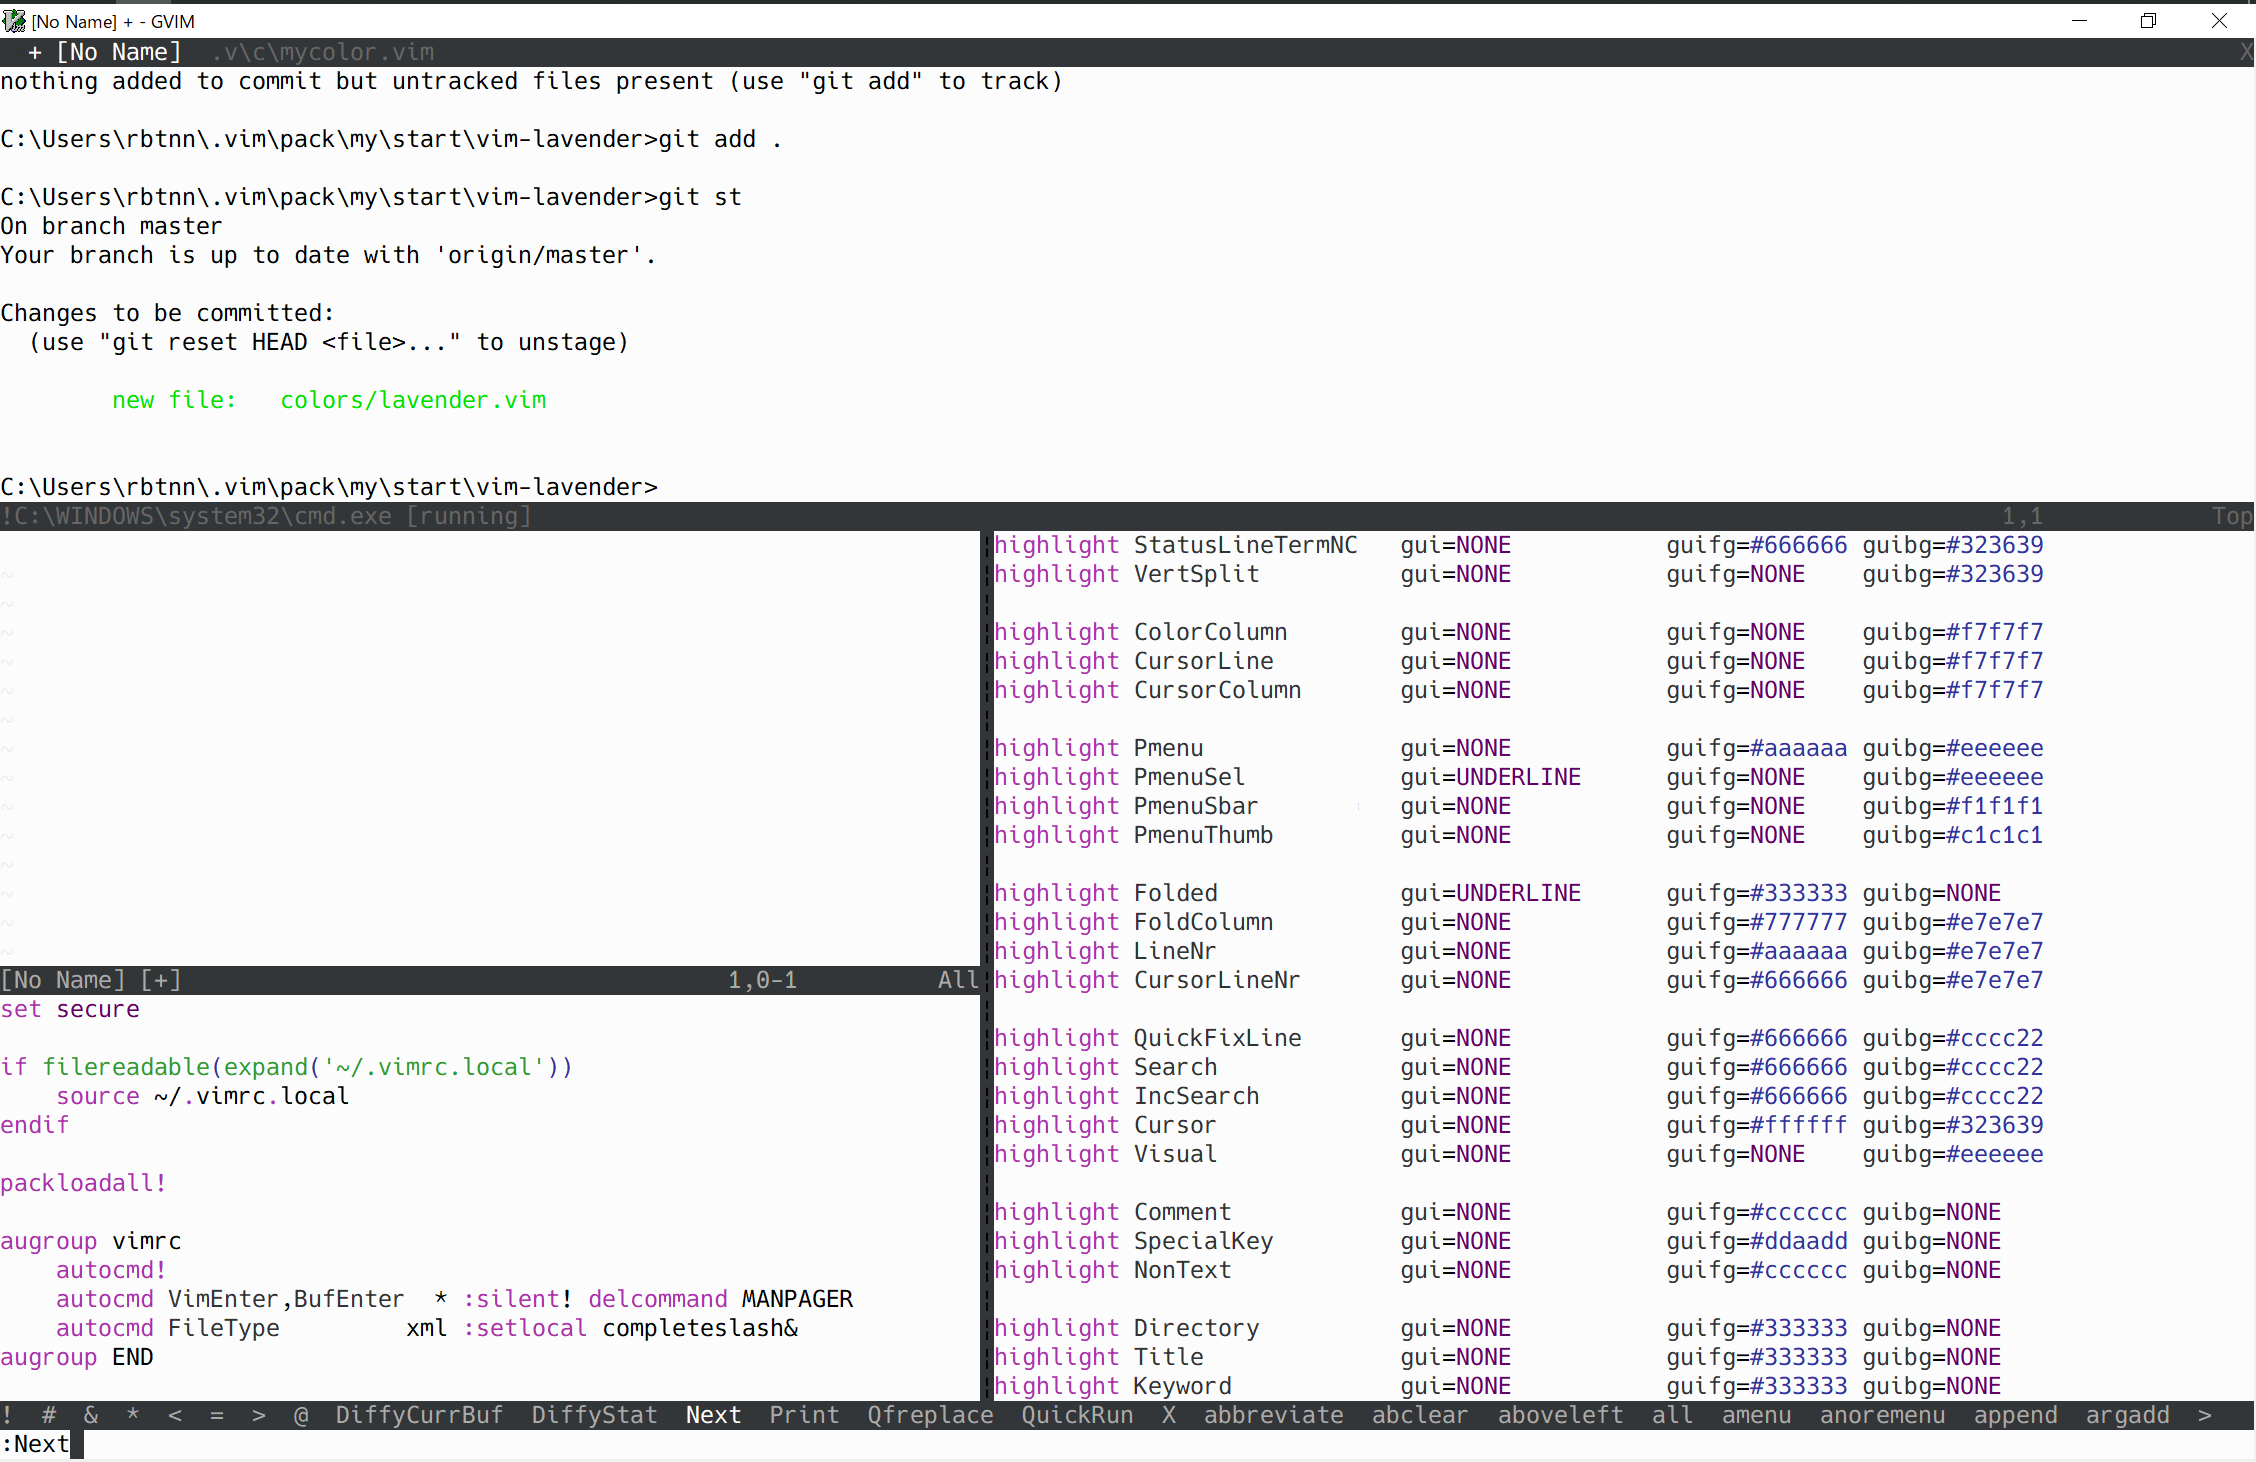 [No Name] + - GVIM
+ [No Name]  .v\c\mycolor.vim X
nothing added to commit but untracked files present (use "git add" to track)
C:\Users\rbtnn\.vim\pack\my\start\vim-lavender>git add .
C:\Users\rbtnn\.vim\pack\my\start\vim-lavender>git st
On branch master
Your branch is up to date with 'origin/master'.
Changes to be committed:
  (use "git reset HEAD <file>..." to unstage)
        new file:   colors/lavender.vim
C:\Users\rbtnn\.vim\pack\my\start\vim-lavender>
!C:\WINDOWS\system32\cmd.exe [running] 1,1 Top
~
~
~
~
~
~
~
~
~
~
~
~
~
~
[No Name] [+] 1,0-1 All
set secure
if filereadable(expand('~/.vimrc.local'))
    source ~/.vimrc.local
endif
packloadall!
augroup vimrc
    autocmd!
    autocmd VimEnter,BufEnter  * :silent! delcommand MANPAGER
    autocmd FileType         xml :setlocal completeslash&
augroup END
highlight StatusLineTermNC   gui=NONE           guifg=#666666 guibg=#323639
highlight VertSplit          gui=NONE           guifg=NONE    guibg=#323639
highlight ColorColumn        gui=NONE           guifg=NONE    guibg=#f7f7f7
highlight CursorLine         gui=NONE           guifg=NONE    guibg=#f7f7f7
highlight CursorColumn       gui=NONE           guifg=NONE    guibg=#f7f7f7
highlight Pmenu              gui=NONE           guifg=#aaaaaa guibg=#eeeeee
highlight PmenuSel           gui=UNDERLINE      guifg=NONE    guibg=#eeeeee
highlight PmenuSbar          gui=NONE           guifg=NONE    guibg=#f1f1f1
highlight PmenuThumb         gui=NONE           guifg=NONE    guibg=#c1c1c1
highlight Folded             gui=UNDERLINE      guifg=#333333 guibg=NONE
highlight FoldColumn         gui=NONE           guifg=#777777 guibg=#e7e7e7
highlight LineNr             gui=NONE           guifg=#aaaaaa guibg=#e7e7e7
highlight CursorLineNr       gui=NONE           guifg=#666666 guibg=#e7e7e7
highlight QuickFixLine       gui=NONE           guifg=#666666 guibg=#cccc22
highlight Search             gui=NONE           guifg=#666666 guibg=#cccc22
highlight IncSearch          gui=NONE           guifg=#666666 guibg=#cccc22
highlight Cursor             gui=NONE           guifg=#ffffff guibg=#323639
highlight Visual             gui=NONE           guifg=NONE    guibg=#eeeeee
highlight Comment            gui=NONE           guifg=#cccccc guibg=NONE
highlight SpecialKey         gui=NONE           guifg=#ddaadd guibg=NONE
highlight NonText            gui=NONE           guifg=#cccccc guibg=NONE
highlight Directory          gui=NONE           guifg=#333333 guibg=NONE
highlight Title              gui=NONE           guifg=#333333 guibg=NONE
highlight Keyword            gui=NONE           guifg=#333333 guibg=NONE
!  #  &  *  <  =  >  @  DiffyCurrBuf  DiffyStat  Next  Print  Qfreplace  QuickRun  X  abbreviate  abclear  aboveleft  all  amenu  anoremenu  append  argadd  >
:Next